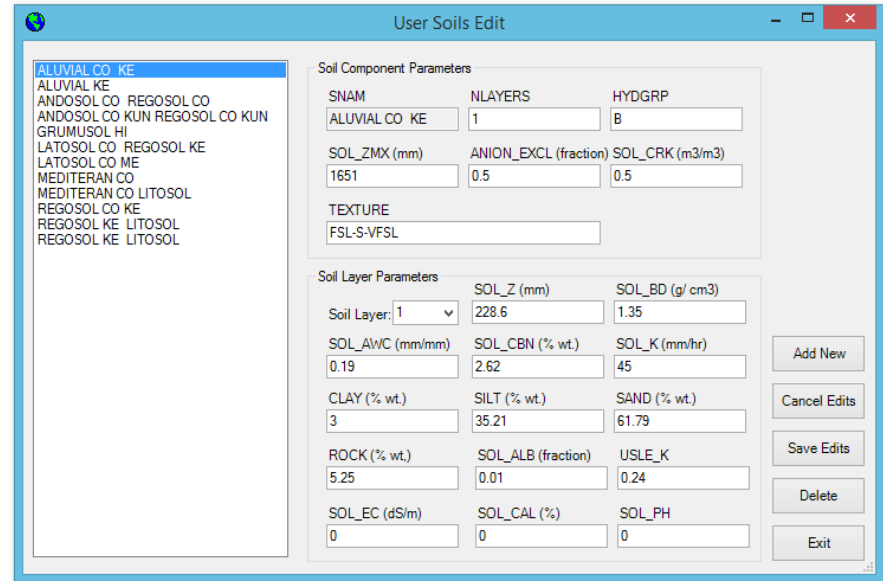 User Soils Edit
ALUVIAL CO KE
ALUVIAL KE
ANDOSOL CO REGOSOL CO
ANDOSOL CO KUN REGOSOL CO KUN
GRUMUSOL HI
LATOSOL CO REGOSOL KE
LATOSOL CO ME
MEDITERAN CO
MEDITERAN CO LITOSOL
REGOSOL CO KE
REGOSOL KE LITOSOL
REGOSOL KE LITOSOL
Soil Component Parameters
SNAM NLAYERS HYDGRP
ALUVIAL CO KE 1 B
SOL_ZMX (mm) ANION_EXCL (fraction) SOL_CRK (m3/m3)
1651 0.5 0.5
TEXTURE
FSL-S-VFSL
Soil Layer Parameters
SOL_Z (mm) SOL_BD (g/ cm3)
Soil Layer: 1 228.6 1.35
SOL_AWC (mm/mm) SOL_CBN (% wt.) SOL_K (mm/hr)
0.19 2.62 45
CLAY (% wt.) SILT (% wt.) SAND (% wt.)
3 35.21 61.79
ROCK (% wt,) SOL_ALB (fraction) USLE_K
5.25 0.01 0.24
SOL_EC (dS/m) SOL_CAL (%) SOL_PH
0 0 0
Add New
Cancel Edits
Save Edits
Delete
Exit